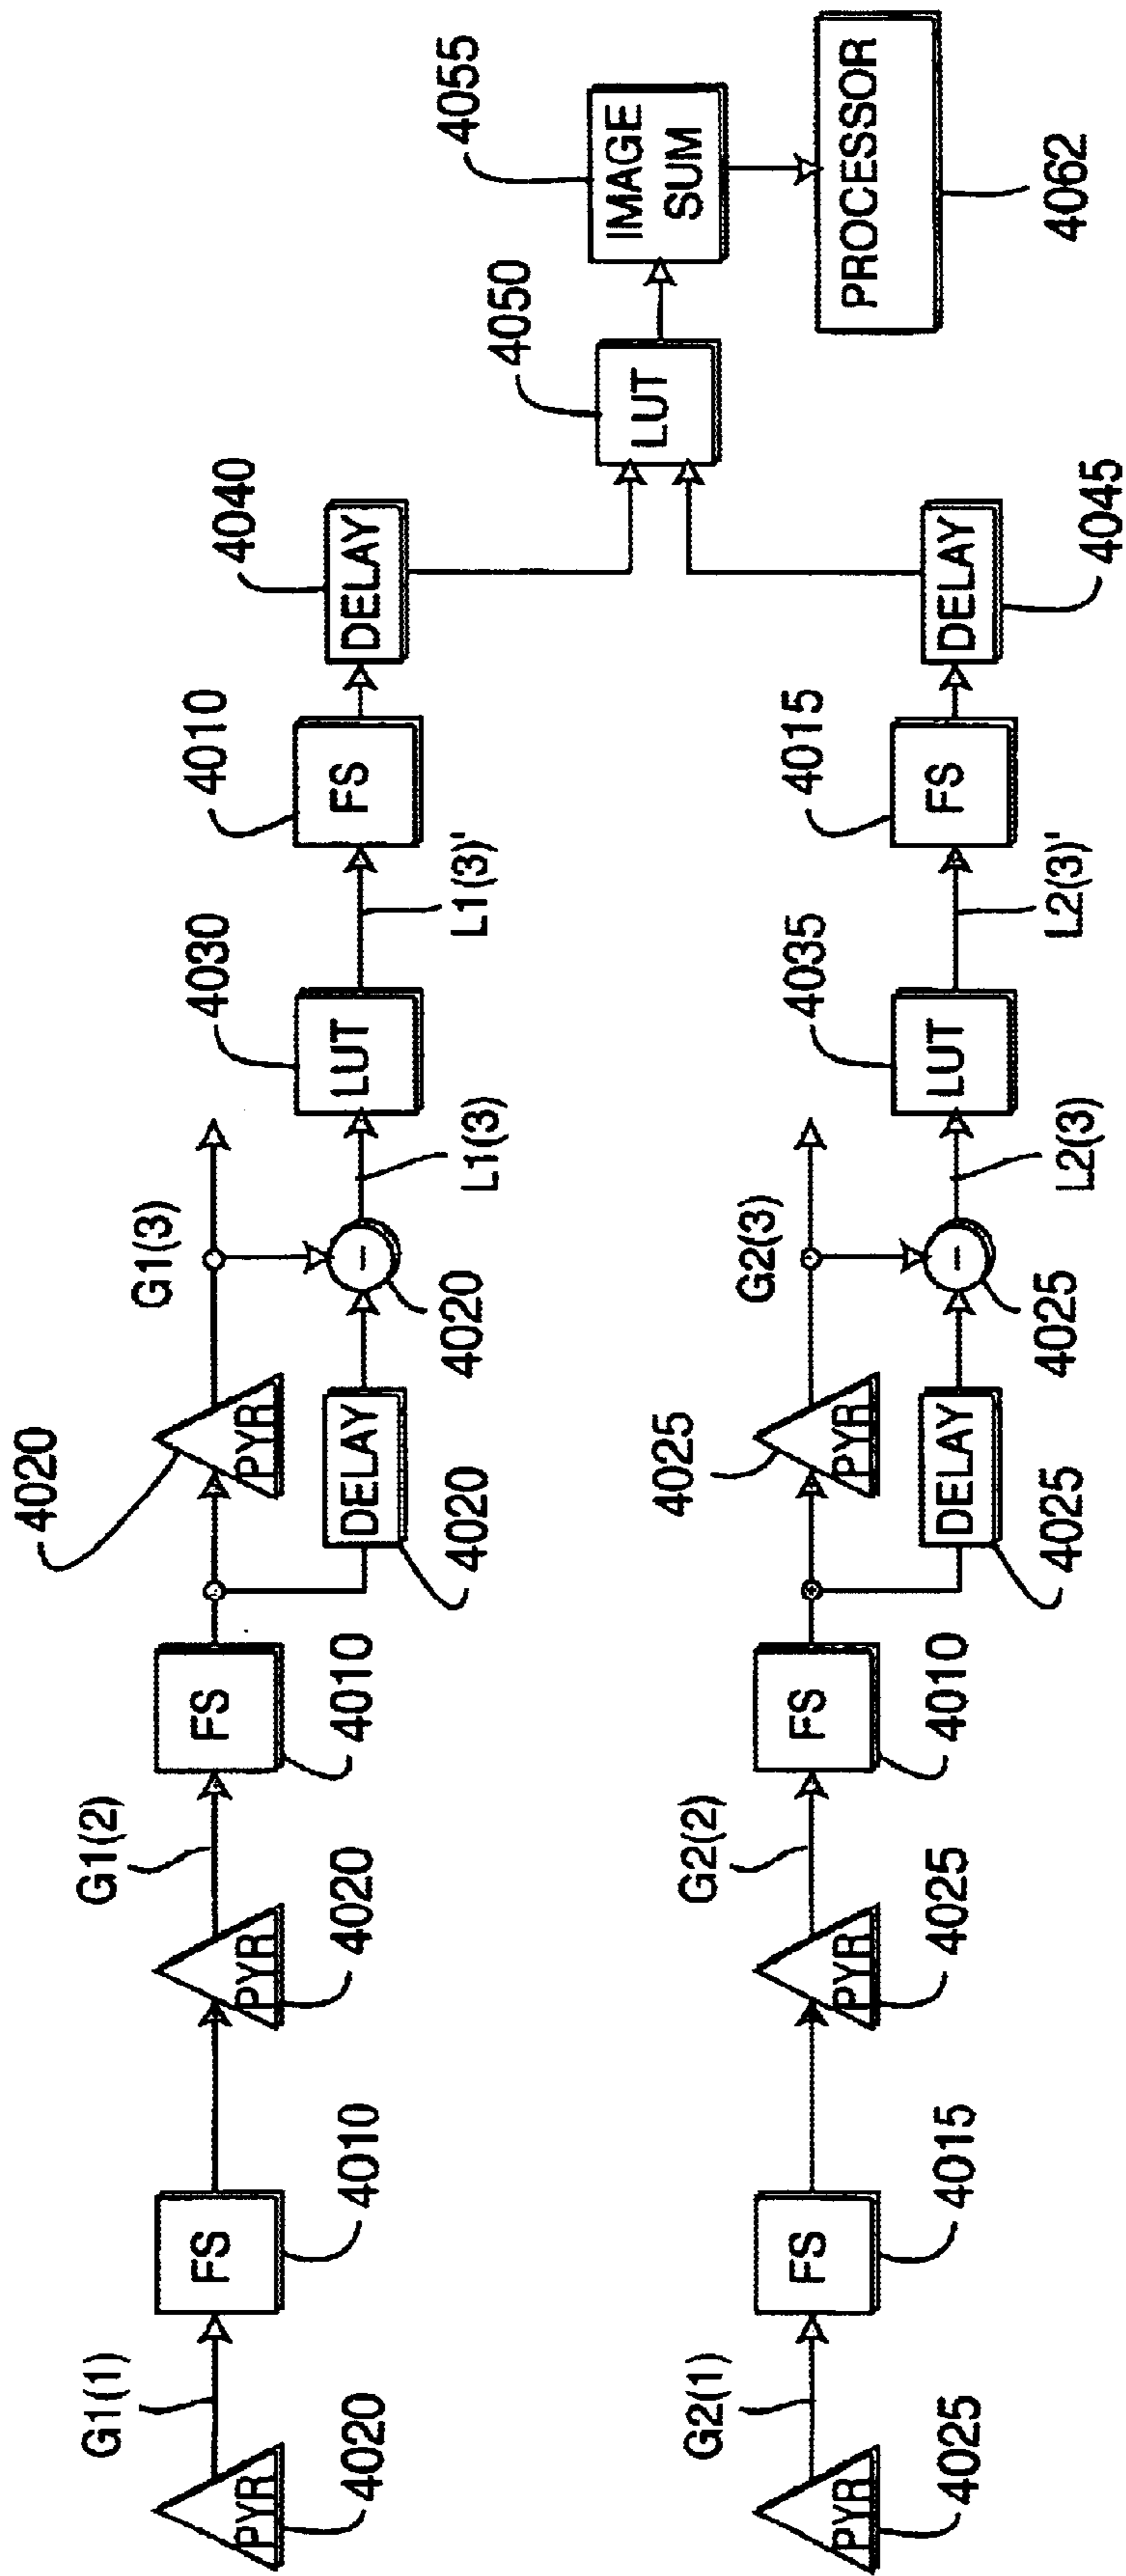 PYR
4020
G1(1)
FS
4010
PYR
4020
G1(2)
FS
4010
4020
PYR
DELAY
4020
G1(3)
−
4020
L1(3)
LUT
4030
L1(3)'
FS
4010
DELAY
4040
PYR
4025
G2(1)
FS
4015
PYR
4025
G2(2)
FS
4010
4025
PYR
DELAY
4025
G2(3)
−
4025
L2(3)
LUT
4035
L2(3)'
FS
4015
DELAY
4045
LUT
4050
IMAGE
SUM
4055
PROCESSOR
4062